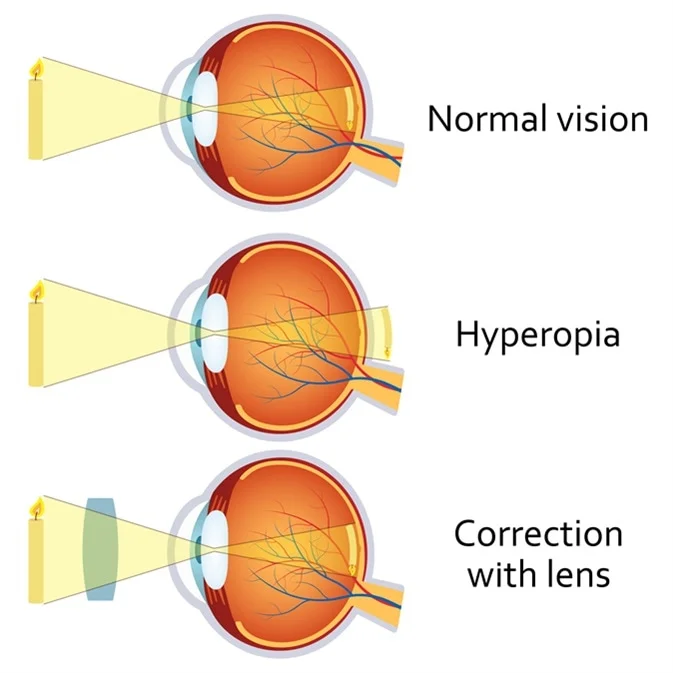 Normal vision
Hyperopia
Correction
with lens